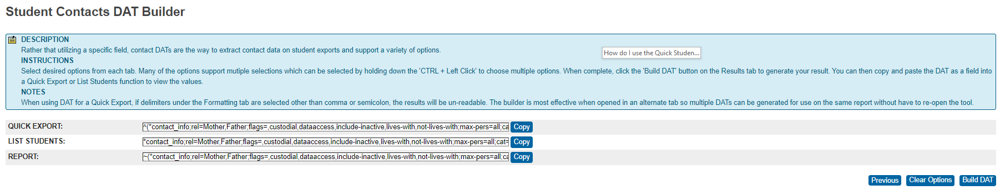 Student Contacts DAT Builder
DESCRIPTION
Rather that utilizing a specific field, contact DATs are the way to extract contact data on student exports and support a variety of options.
How do I use the Quick Studen...
INSTRUCTIONS
Select desired options from each tab. Many of the options support mutiple selections which can be selected by holding down the 'CTRL + Left Click' to choose multiple options. When complete, click the 'Build DAT' button on the Results tab to generate your result. You can then copy and paste the DAT as a field into
a Quick Export or List Students function to view the values.
NOTES
When using DAT for a Quick Export, if delimiters under the Formatting tab are selected other than comma or semicolon, the results will be un-readable. The builder is most effective when opened in an alternate tab so multiple DATs can be generated for use on the same report without have to re-open the tool.
QUICK EXPORT: ^(*contact_info;rel=Mother,Father;flags=,custodial,dataaccess,include-inactive,lives-with,not-lives-with;max-pers=all;ca Copy
LIST STUDENTS: *contact_info;rel=Mother,Father;flags=,custodial,dataaccess,include-inactive,lives-with,not-lives-with;max-pers=all;cat= Copy
REPORT: ~(*contact_info;rel=Mother,Father;flags=,custodial,dataaccess,include-inactive,lives-with,not-lives-with;max-pers=all;ca Copy
Previous Clear Options Build DAT